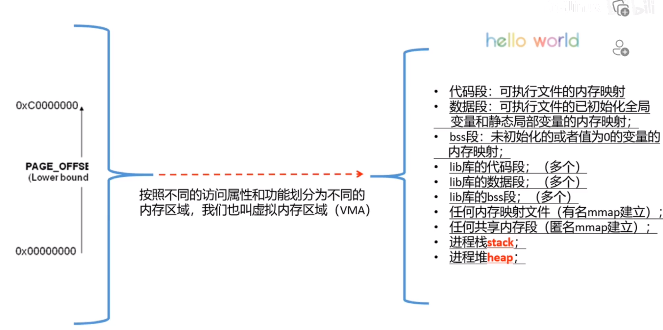 hello world
0xC0000000
PAGE_OFFSE
(Lower bound
0x00000000
按照不同的访问属性和功能划分为不同的
内存区域，我们也叫虚拟内存区域（VMA）
• 代码段：可执行文件的内存映射
• 数据段：可执行文件的已初始化全局
变量和静态局部变量的内存映射；
• bss段：未初始化的或者值为0的变量的
内存映射；
• lib库的代码段；（多个）
• lib库的数据段；（多个）
• lib库的bss段；（多个）
• 任何内存映射文件（有名mmap建立）；
• 任何共享内存段（匿名mmap建立）；
• 进程栈stack；
• 进程堆heap；